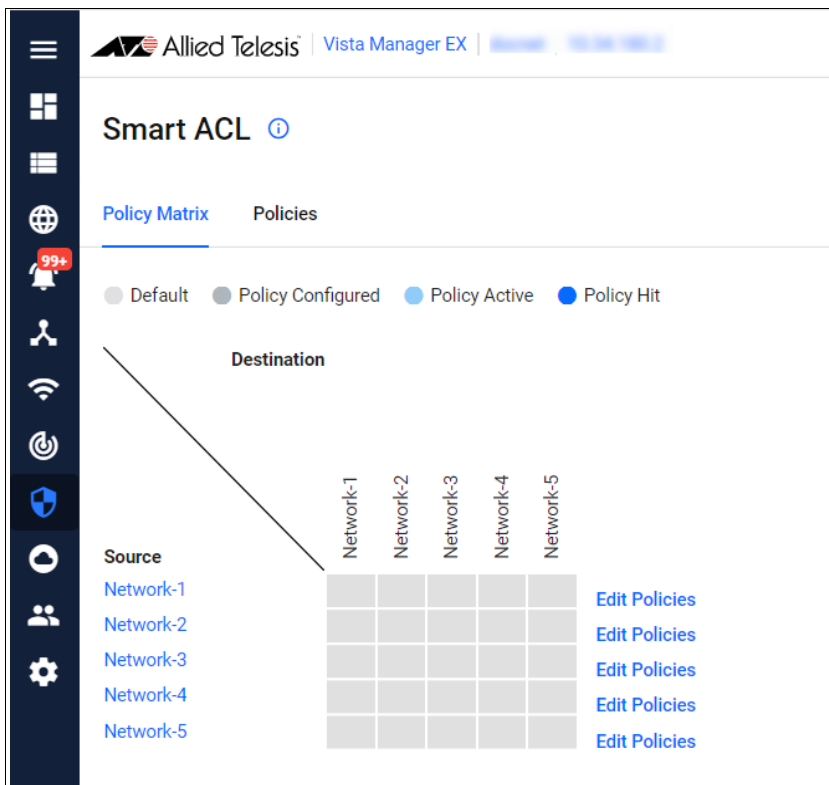 Allied Telesis Vista Manager EX
Smart ACL
Policy Matrix Policies
99+
Default Policy Configured Policy Active Policy Hit
Destination
Network-1 Network-2 Network-3 Network-4 Network-5
Source
Network-1 Edit Policies
Network-2 Edit Policies
Network-3 Edit Policies
Network-4 Edit Policies
Network-5 Edit Policies